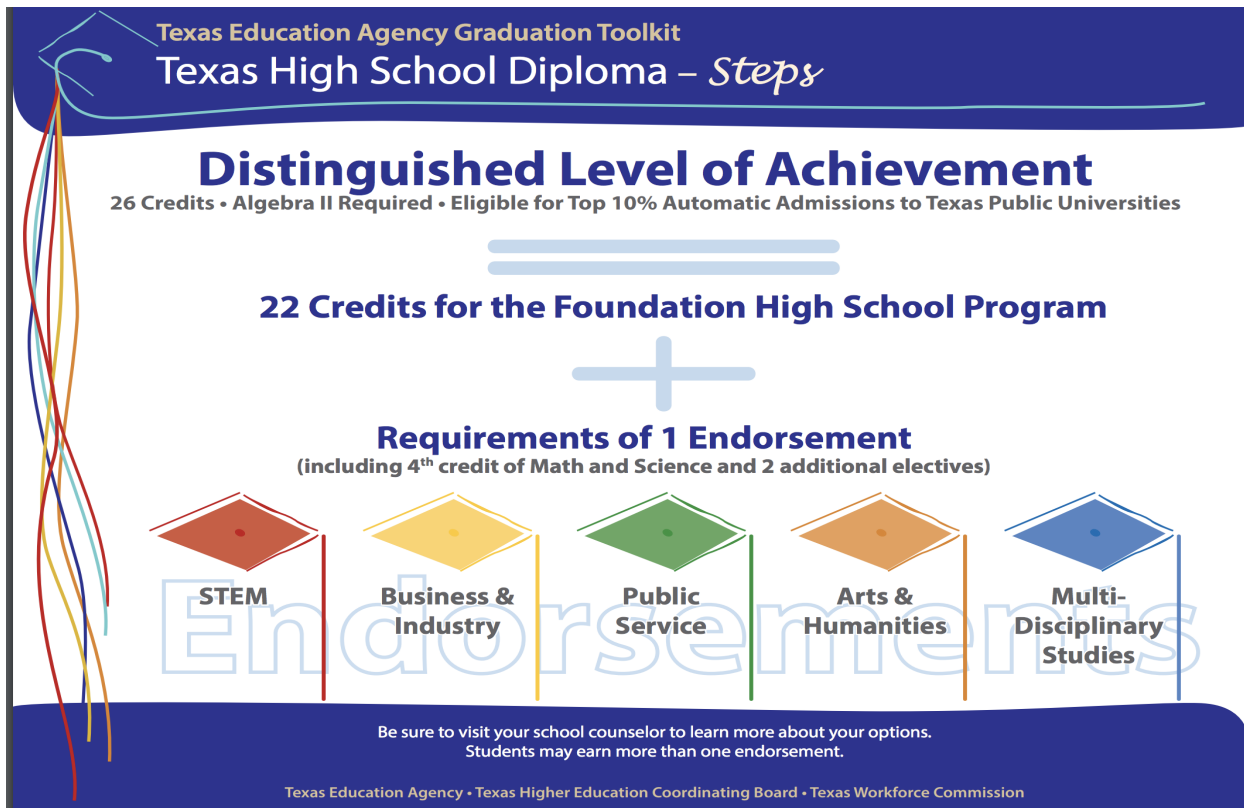 Texas Education Agency Graduation Toolkit
Texas High School Diploma – Steps
Distinguished Level of Achievement
26 Credits • Algebra II Required • Eligible for Top 10% Automatic Admissions to Texas Public Universities
22 Credits for the Foundation High School Program
Requirements of 1 Endorsement
(including 4th credit of Math and Science and 2 additional electives)
Endorsements
STEM
Business &
Industry
Public
Service
Arts &
Humanities
Multi-
Disciplinary
Studies
Be sure to visit your school counselor to learn more about your options.
Students may earn more than one endorsement.
Texas Education Agency • Texas Higher Education Coordinating Board • Texas Workforce Commission